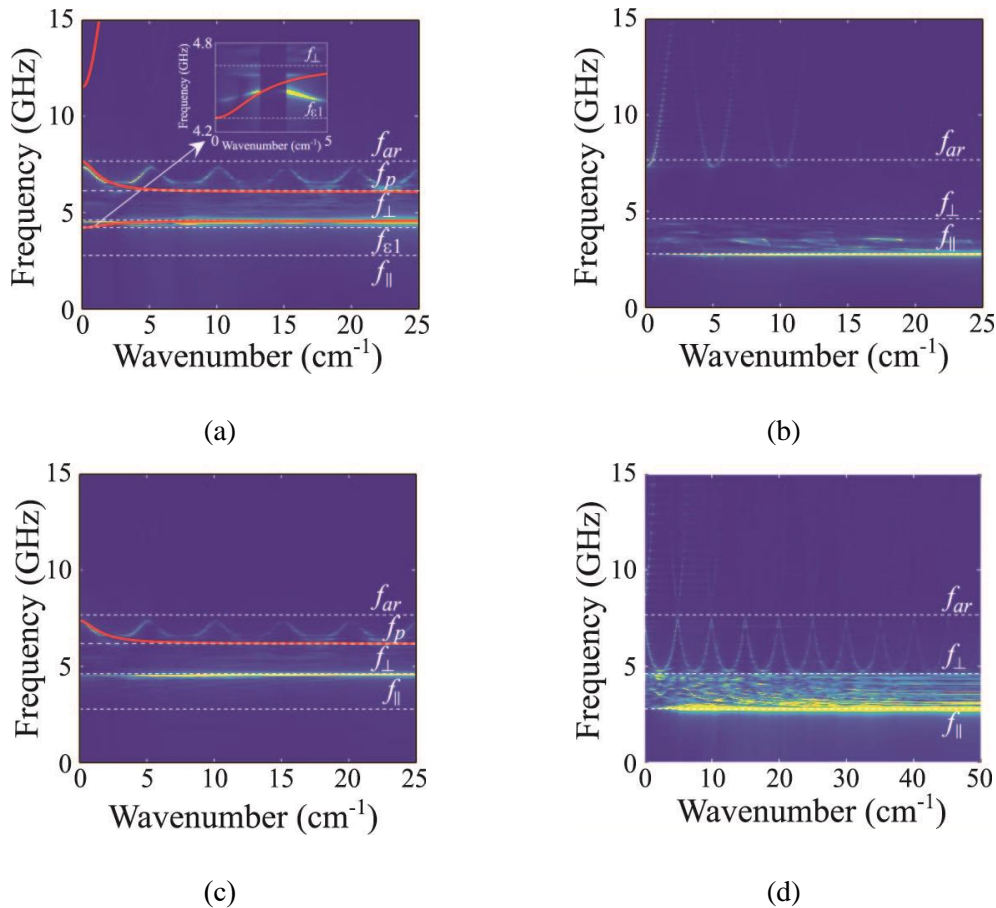 15
10
5
0
Frequency (GHz)
4.8
4.2
Frequency (GHz)
f⊥
fε1
0
5
Wavenumber (cm-1)
far
fp
f⊥
fε1
f∥
0 5 10 15 20 25
Wavenumber (cm-1)
(a)
15
10
5
0
Frequency (GHz)
far
f⊥
f∥
0 5 10 15 20 25
Wavenumber (cm-1)
(b)
15
10
5
0
Frequency (GHz)
far
fp
f⊥
f∥
0 5 10 15 20 25
Wavenumber (cm-1)
(c)
15
10
5
0
Frequency (GHz)
far
f⊥
f∥
0 10 20 30 40 50
Wavenumber (cm-1)
(d)